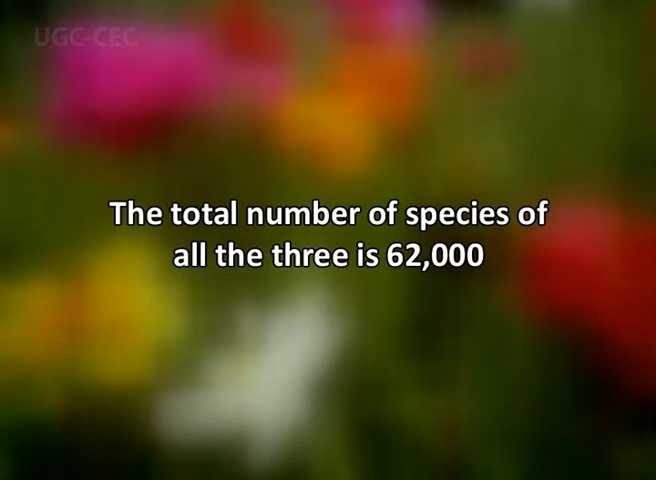 UGC-CEC
The total number of species of
all the three is 62,000